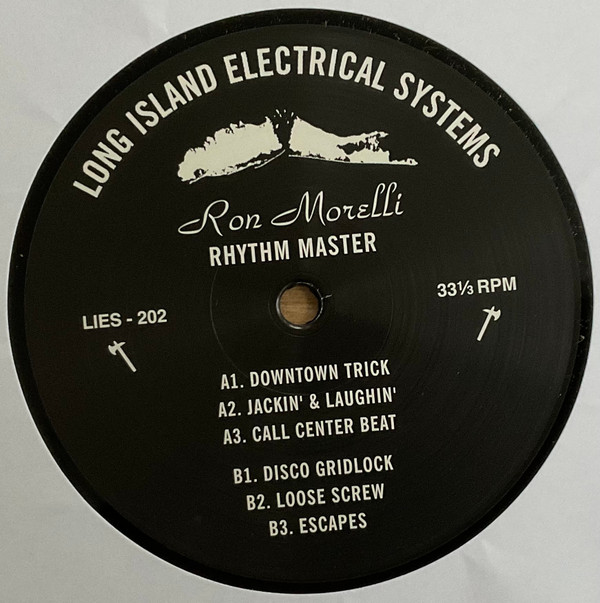 LONG ISLAND ELECTRICAL SYSTEMS
Ron Morelli
RHYTHM MASTER
LIES - 202
33⅓ RPM
A1. DOWNTOWN TRICK
A2. JACKIN' & LAUGHIN'
A3. CALL CENTER BEAT
B1. DISCO GRIDLOCK
B2. LOOSE SCREW
B3. ESCAPES